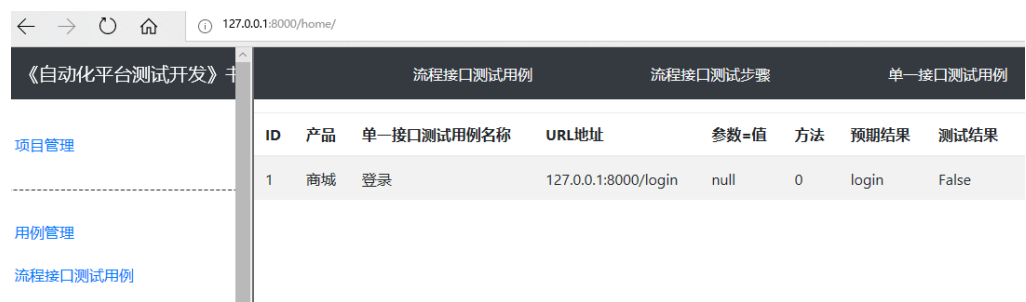 127.0.0.1:8000/home/
《自动化平台测试开发》
流程接口测试用例 流程接口测试步骤 单一接口测试用例
项目管理
用例管理
流程接口测试用例
ID 产品 单一接口测试用例名称 URL地址 参数=值 方法 预期结果 测试结果
1 商城 登录 127.0.0.1:8000/login null 0 login False